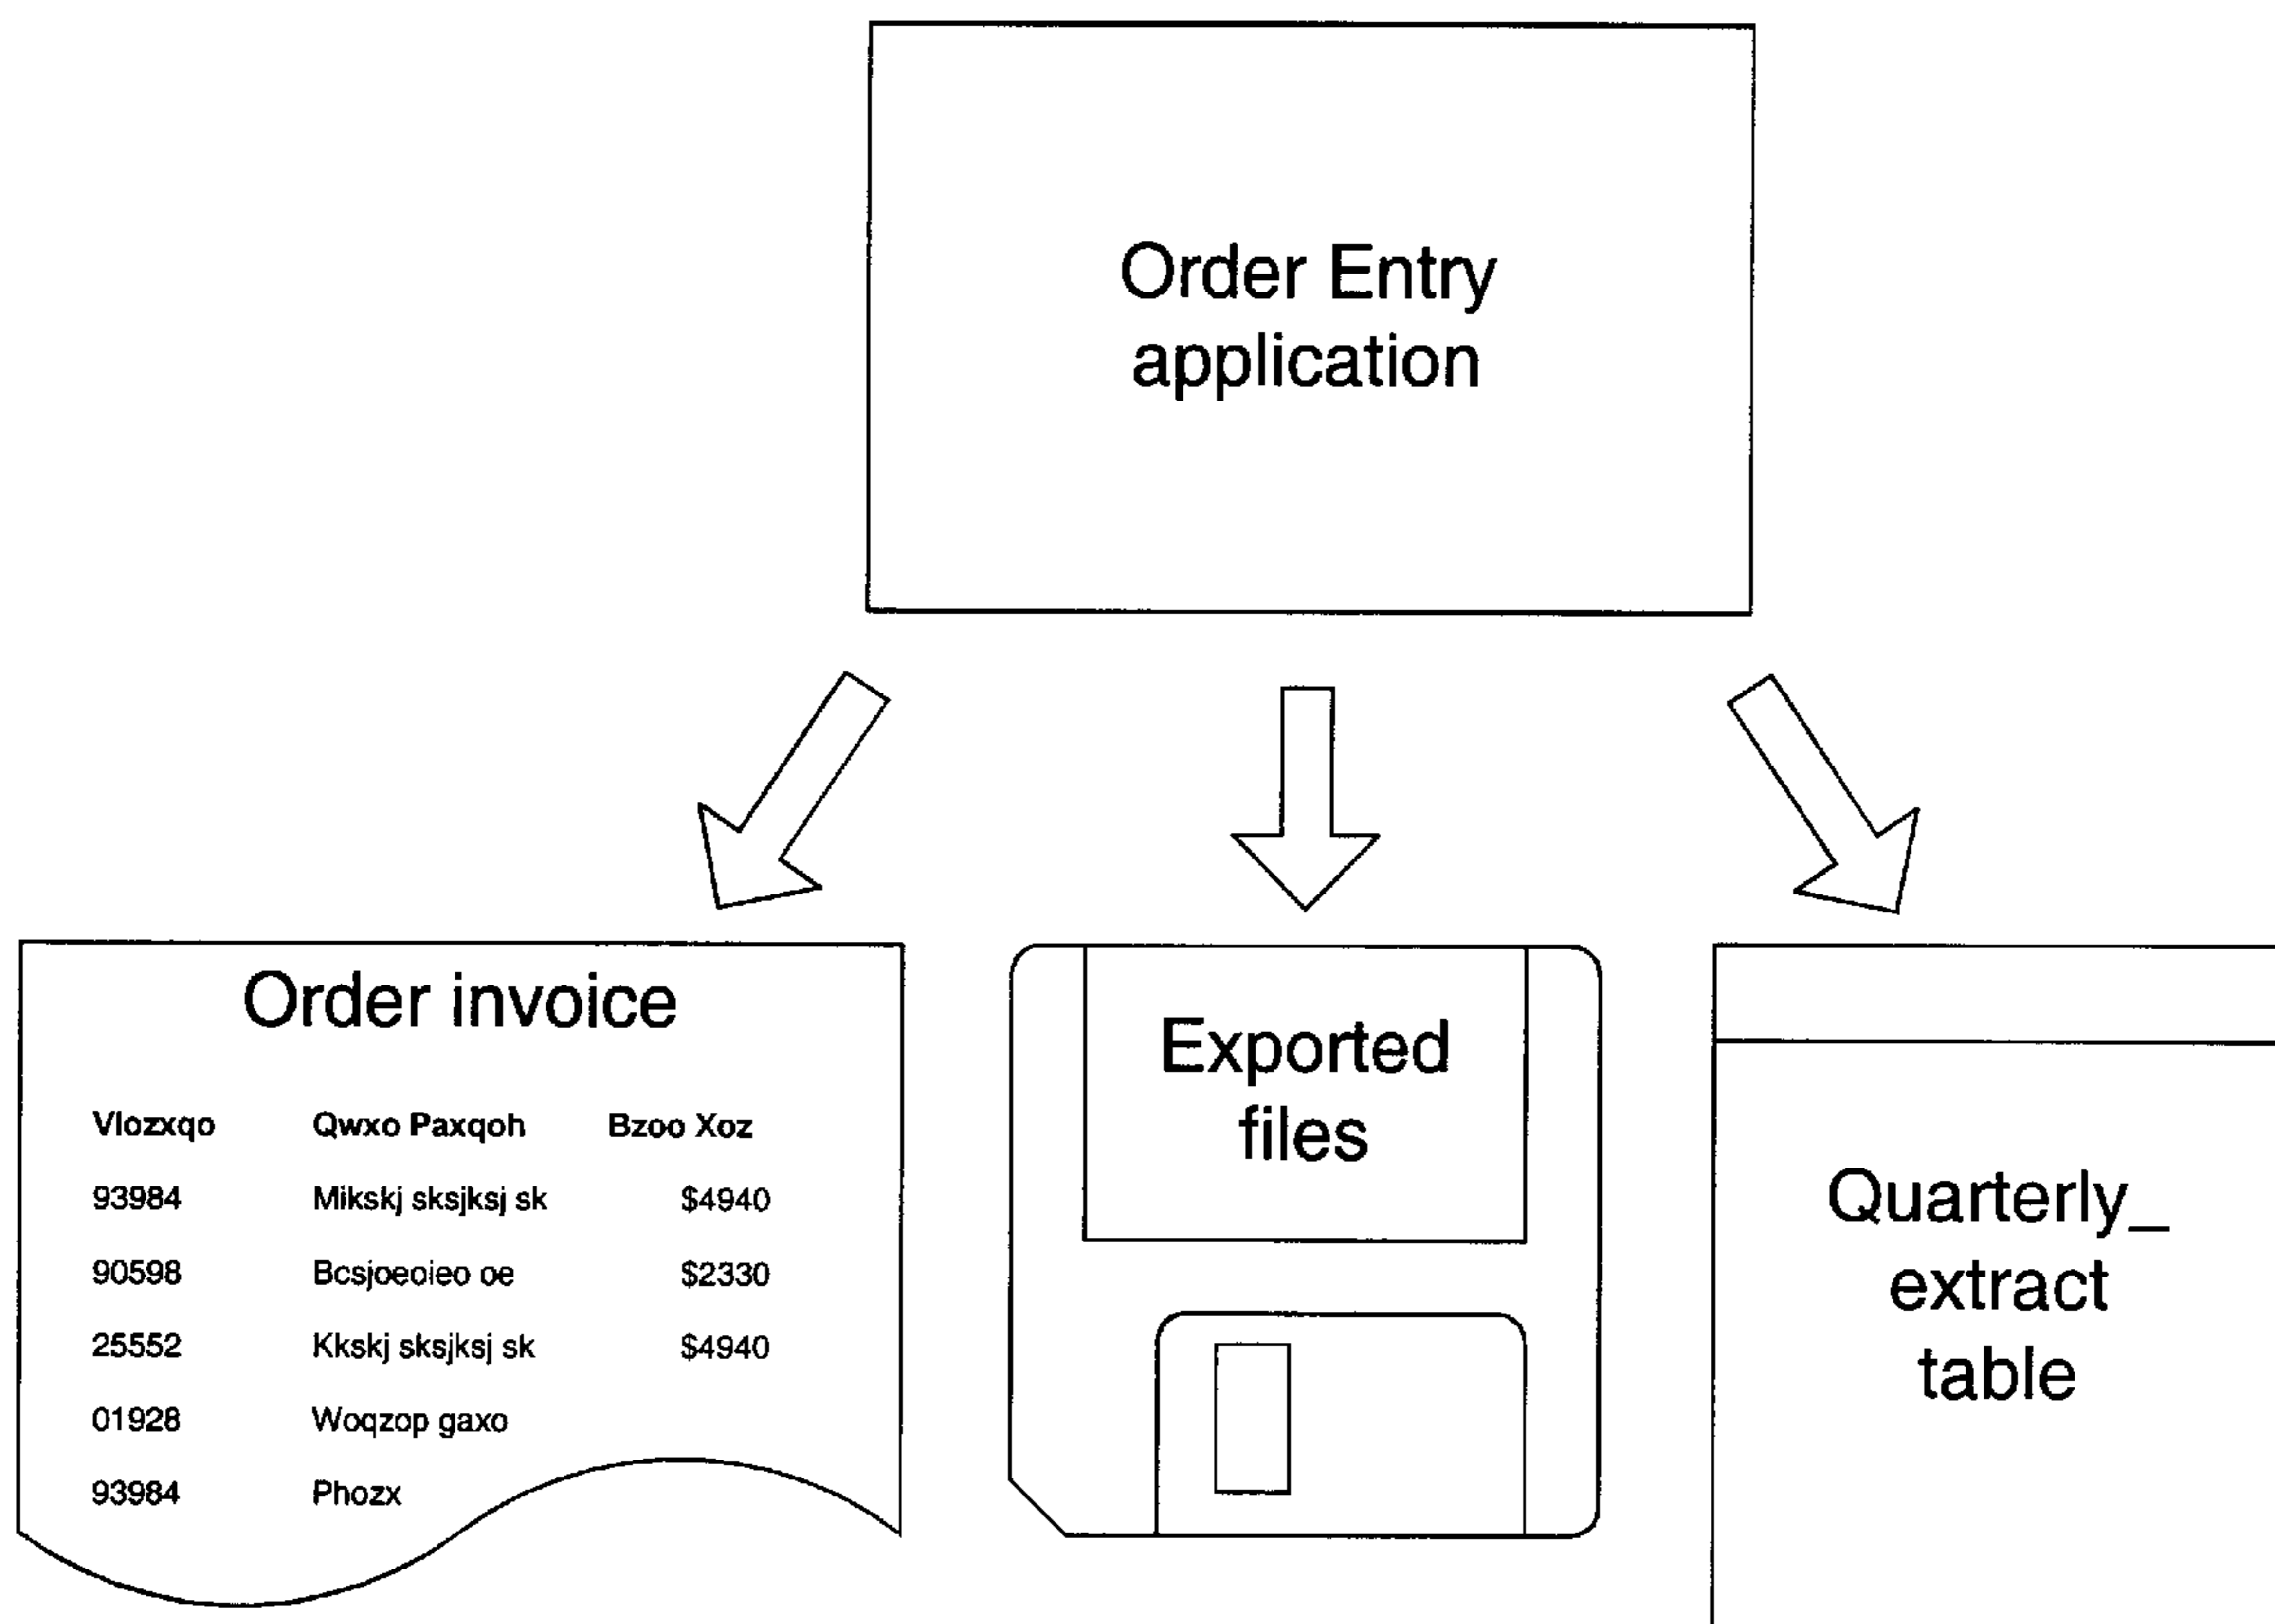 Order Entry
application
Order invoice
Vlozxqo Qwxo Paxqoh Bzoo Xoz
93984 Mikskj sksjksj sk $4940
90598 Bcsjoeoieo oe $2330
25552 Kkskj sksjksj sk $4940
01928 Woqzop gaxo
93984 Phozx
Exported
files
Quarterly_
extract
table